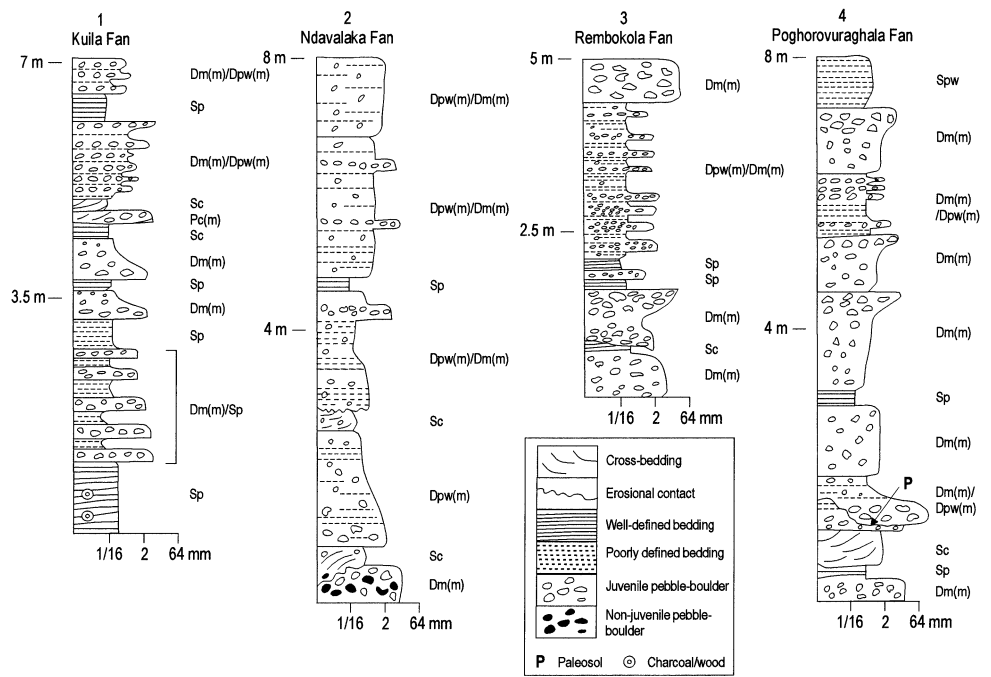 1
Kuila Fan
7 m
Dm(m)/Dpw(m)
Sp
Dm(m)/Dpw(m)
Sc
Pc(m)
Sc
Dm(m)
Sp
3.5 m
Dm(m)
Sp
Dm(m)/Sp
Sp
1/16 2 64 mm
2
Ndavalaka Fan
8 m
Dpw(m)/Dm(m)
Dpw(m)/Dm(m)
Sp
4 m
Dpw(m)/Dm(m)
Sc
Dpw(m)
Sc
Dm(m)
1/16 2 64 mm
3
Rembokola Fan
5 m
Dm(m)
Dpw(m)/Dm(m)
2.5 m
Sp
Sp
Dm(m)
Sc
Dm(m)
1/16 2 64 mm
4
Poghorovuraghala Fan
8 m
Spw
Dm(m)
Dm(m)
/Dpw(m)
Dm(m)
4 m
Dm(m)
Sp
Dm(m)
P
Dm(m)/
Dpw(m)
Sc
Sp
Dm(m)
1/16 2 64 mm
Cross-bedding
Erosional contact
Well-defined bedding
Poorly defined bedding
Juvenile pebble-boulder
Non-juvenile pebble-
boulder
P Paleosol Charcoal/wood